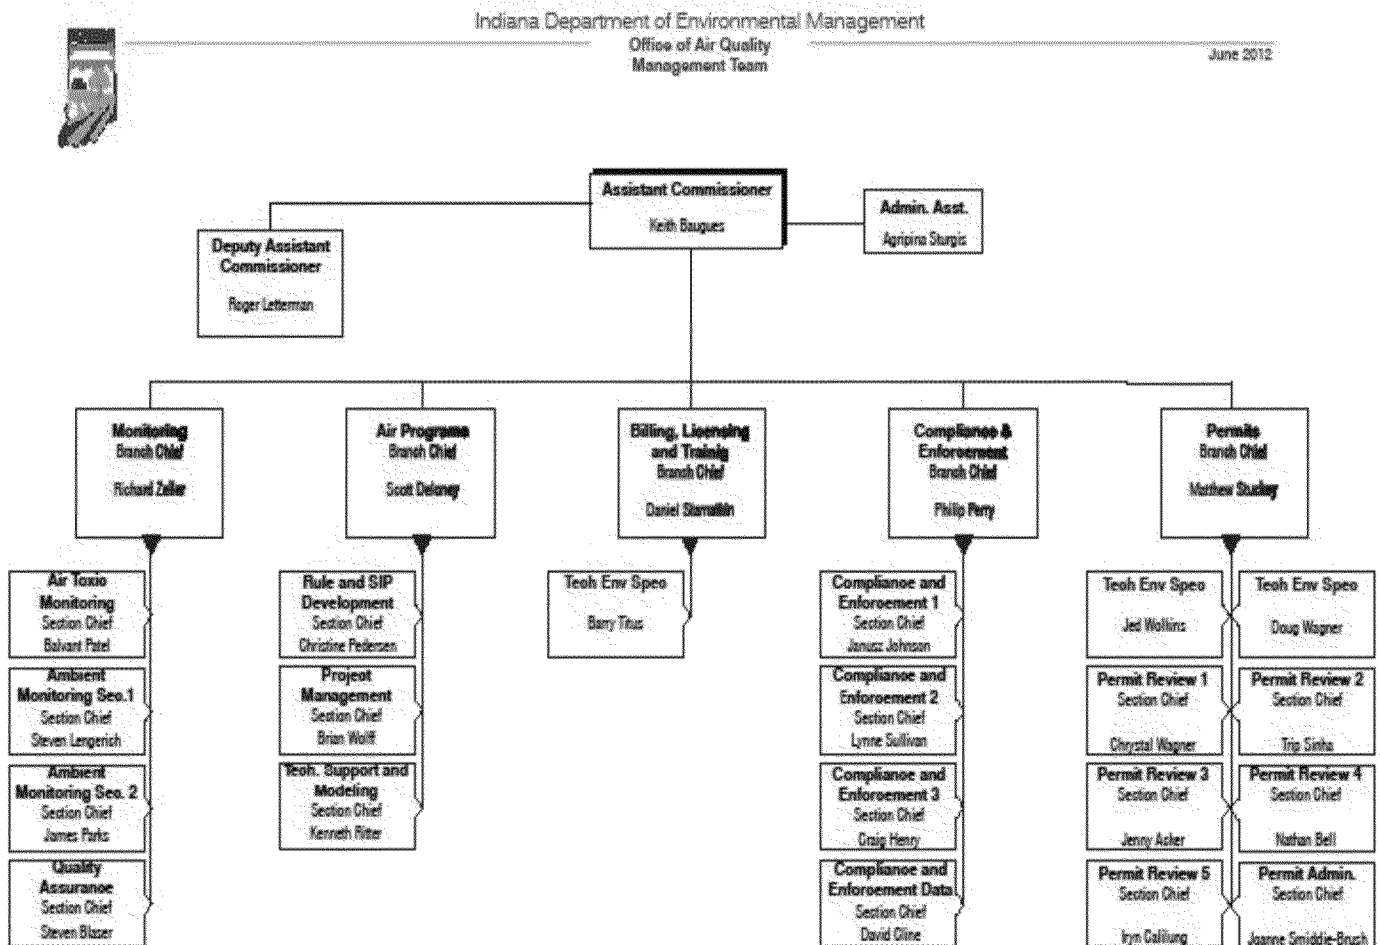 Indiana Department of Environmental Management
Office of Air Quality
Management Team
June 2012
Assistant Commissioner
Keith Baugues
Admin. Asst.
Agripina Sturgis
Deputy Assistant
Commissioner
Roger Letterman
Monitoring
Branch Chief
Richard Zeiler
Air Programs
Branch Chief
Scott Deloney
Billing, Licensing
and Trainig
Branch Chief
Daniel
Compliance &
Enforcement
Branch Chief
Philip Perry
Permits
Branch Chief
Matthew Stuckey
Air Toxic
Monitoring
Section Chief
Balvant Patel
Ambient
Monitoring Sec.1
Section Chief
Steven Lengerich
Ambient
Monitoring Sec. 2
Section Chief
James Parks
Quality
Assurance
Section Chief
Steven Blaser
Rule and SIP
Development
Section Chief
Christine Pedersen
Project
Management
Section Chief
Brian Wolff
Tech. Support and
Modeling
Section Chief
Kenneth Ritter
Tech Env Spec
Barry Titus
Compliance and
Enforcement 1
Section Chief
Janusz Johnson
Compliance and
Enforcement 2
Section Chief
Lynne Sullivan
Compliance and
Enforcement 3
Section Chief
Craig Henry
Compliance and
Enforcement Data
Section Chief
David Cline
Tech Env Spec
Jed Wolkins
Tech Env Spec
Doug Wagner
Permit Review 1
Section Chief
Chrystal Wagner
Permit Review 2
Section Chief
Trip Sinha
Permit Review 3
Section Chief
Jenny Acker
Permit Review 4
Section Chief
Nathan Bell
Permit Review 5
Section Chief
Iryn Calilung
Permit Admin.
Section Chief
Joanne Smiddie-Brush